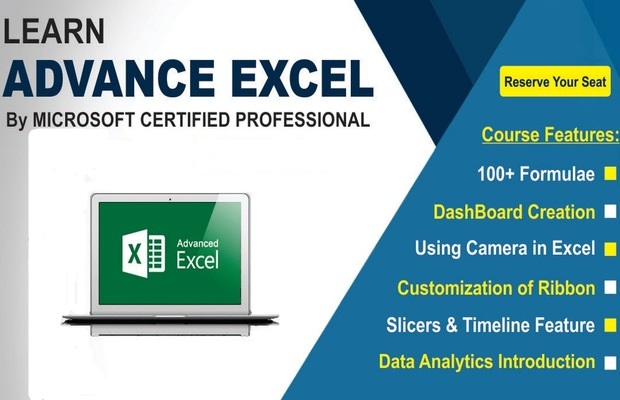 LEARN
ADVANCE EXCEL
By MICROSOFT CERTIFIED PROFESSIONAL
Reserve Your Seat
Course Features:
100+ Formulae
DashBoard Creation
Using Camera in Excel
Customization of Ribbon
Slicers & Timeline Feature
Data Analytics Introduction
X
Advanced
Excel